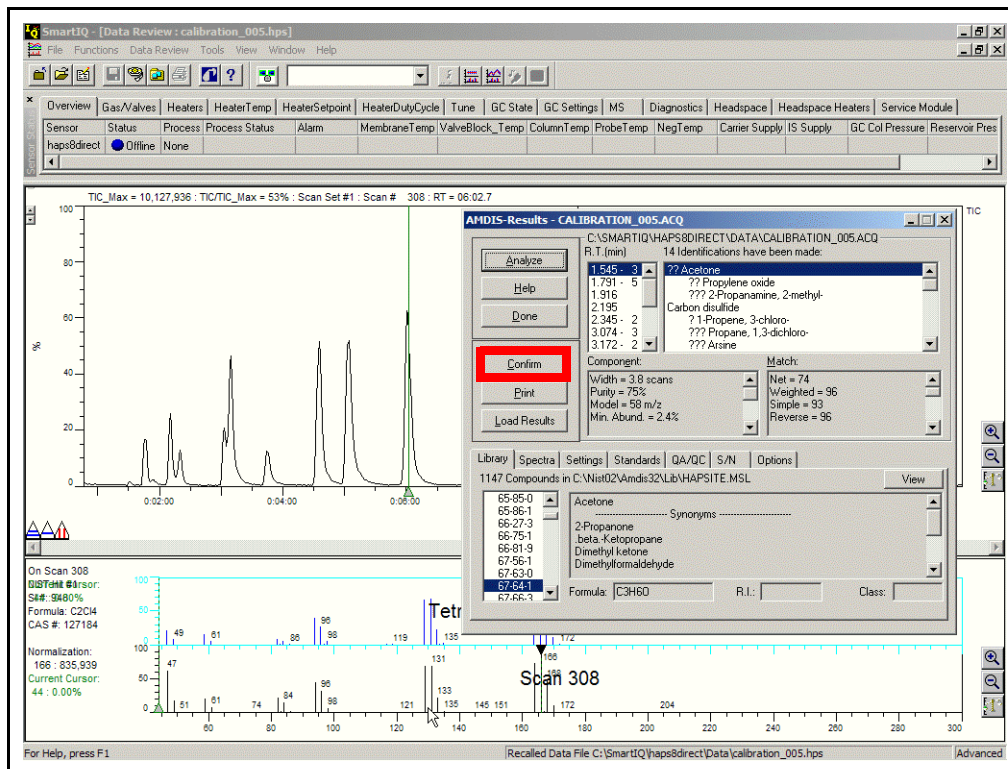 SmartIQ - [Data Review : calibration_005.hps]
File Functions Data Review Tools View Window Help
Overview Gas/Valves Heaters HeaterTemp HeaterSetpoint HeaterDutyCycle Tune GC State GC Settings MS Diagnostics Headspace Headspace Heaters Service Module
Sensor Status Process Process Status Alarm MembraneTemp ValveBlock_Temp ColumnTemp ProbeTemp NegTemp Carrier Supply IS Supply GC Col Pressure Reservoir Pres
haps8direct Offline None
Sensor Status
TIC_Max = 10,127,936 : TIC/TIC_Max = 53% : Scan Set #1 : Scan # 308 : RT = 06:02.7
TIC
100
80
60
%
40
20
0
0:02:00 0:04:00 0:06:00
AMDIS-Results - CALIBRATION_005.ACQ
C:\SMARTIQ\HAPS8DIRECT\DATA\CALIBRATION_005.ACQ
Analyze
Help
Done
Confirm
Print
Load Results
R.T.(min) 14 Identifications have been made:
1.545 - 3 ?? Acetone
1.791 - 5 ?? Propylene oxide
1.916 ??? 2-Propanamine, 2-methyl-
2.195 Carbon disulfide
2.345 - 2 ? 1-Propene, 3-chloro-
3.074 - 3 ??? Propane, 1,3-dichloro-
3.172 - 2 ??? Arsine
Component: Match:
Width = 3.8 scans Net = 74
Purity = 75% Weighted = 96
Model = 58 m/z Simple = 93
Min. Abund. = 2.4% Reverse = 96
Library Spectra Settings Standards QA/QC S/N Options
1147 Compounds in C:\Nist02\Amdis32\Lib\HAPSITE.MSL View
65-85-0
65-86-1
66-27-3
66-75-1
66-81-9
67-56-1
67-63-0
67-64-1
67-66-3
Acetone
Synonyms
2-Propanone
.beta.-Ketopropane
Dimethyl ketone
Dimethylformaldehyde
Formula: C3H6O R.I.: Class:
On Scan 308
Formula: C2Cl4
CAS #: 127184
Normalization:
166 : 835,939
Current Cursor:
44 : 0.00%
100
50
0
Tetr
49 61 86 96 98 119 135 172
100
50
0
Scan 308
47 51 61 74 84 96 98 121 131 133 135 145 151 166 168 172 204
60 80 100 120 140 160 180 200 220 240 260 280 300
For Help, press F1
Recalled Data File C:\SmartIQ\haps8direct\Data\calibration_005.hps
Advanced